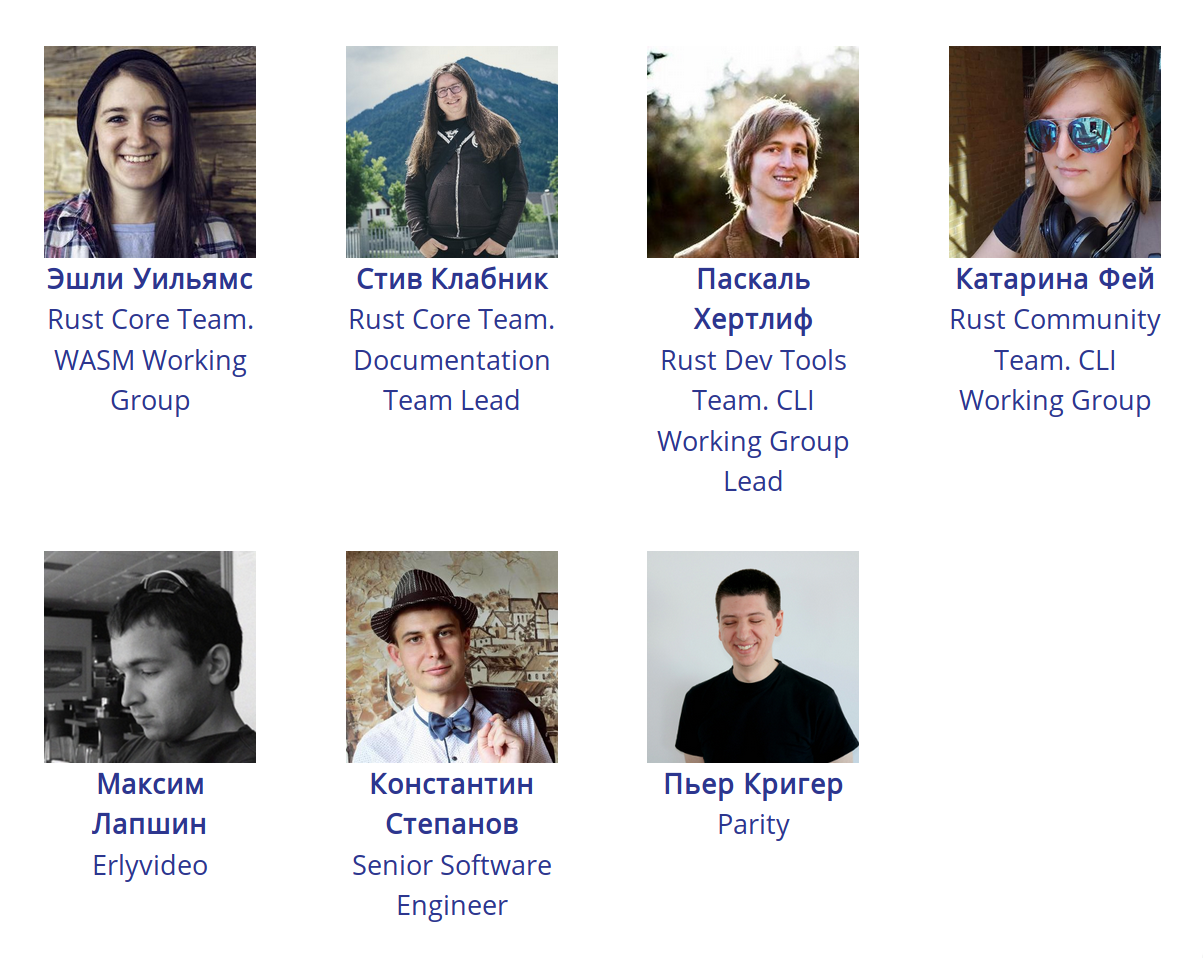 Эшли Уильямс
Rust Core Team.
WASM Working
Group
Стив Клабник
Rust Core Team.
Documentation
Team Lead
Паскаль
Хертлиф
Rust Dev Tools
Team. CLI
Working Group
Lead
Катарина Фей
Rust Community
Team. CLI
Working Group
Максим
Лапшин
Erlyvideo
Константин
Степанов
Senior Software
Engineer
Пьер Кригер
Parity